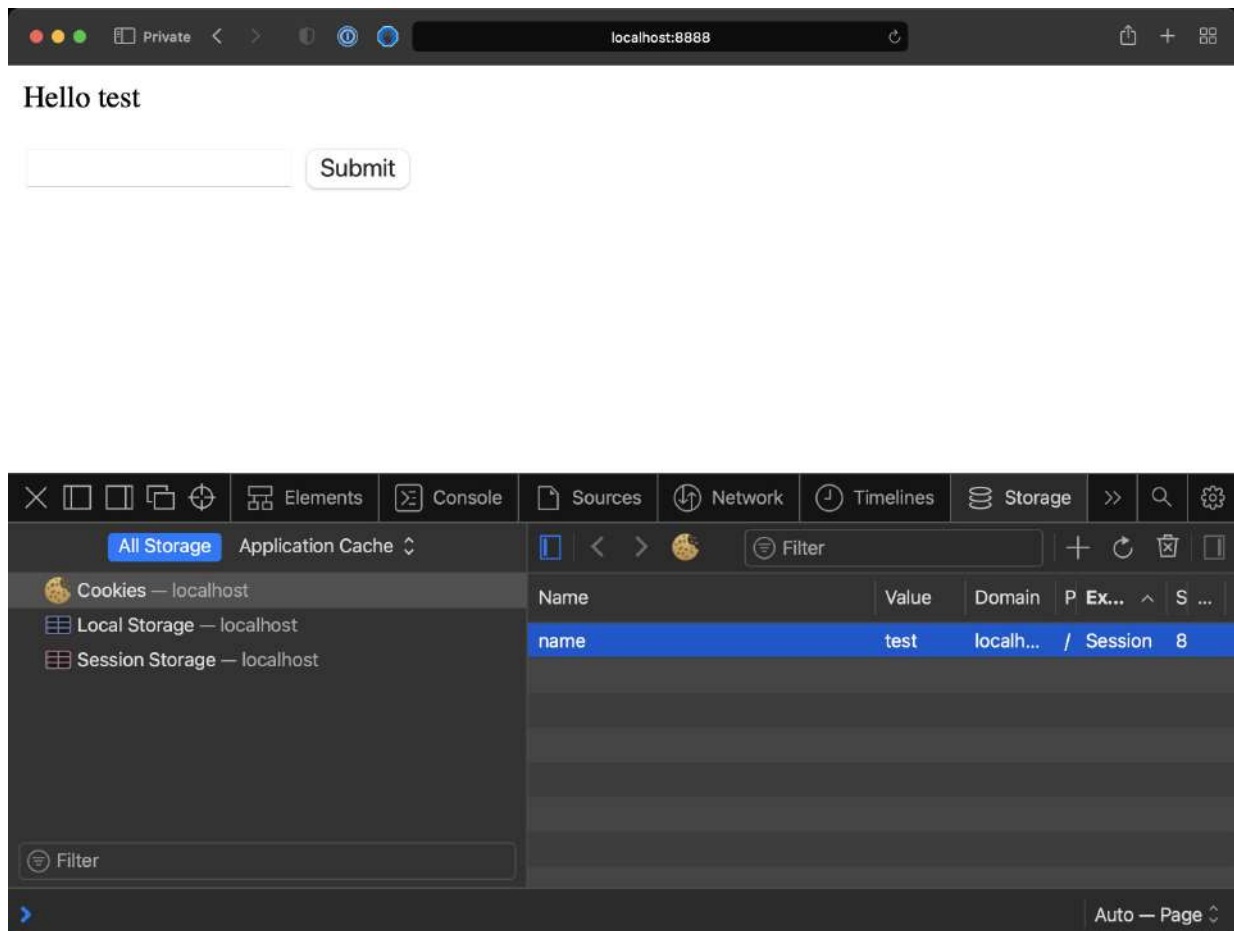 Private localhost:8888
Hello test
Submit
Elements Console Sources Network Timelines Storage
All Storage Application Cache Filter
Cookies — localhost
Local Storage — localhost
Session Storage — localhost
Name Value Domain P Ex... S ...
name test localh... / Session 8
Filter
Auto — Page